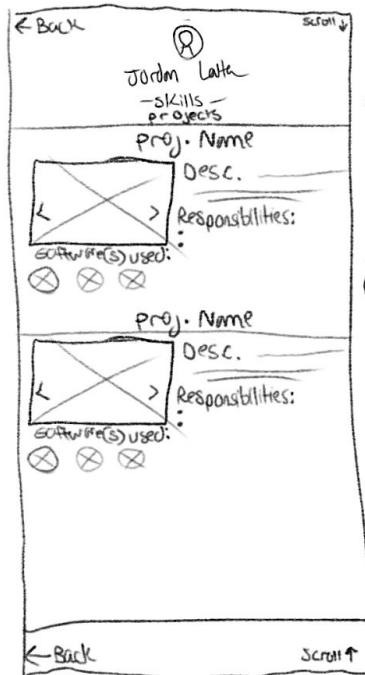 ← Back scroll ↓
Jordan
- skills -
projects
proj. Name
Desc.
< > Responsibilities:
software(s) used:
proj. Name
Desc.
< > Responsibilities:
software(s) used:
← Back scroll ↑